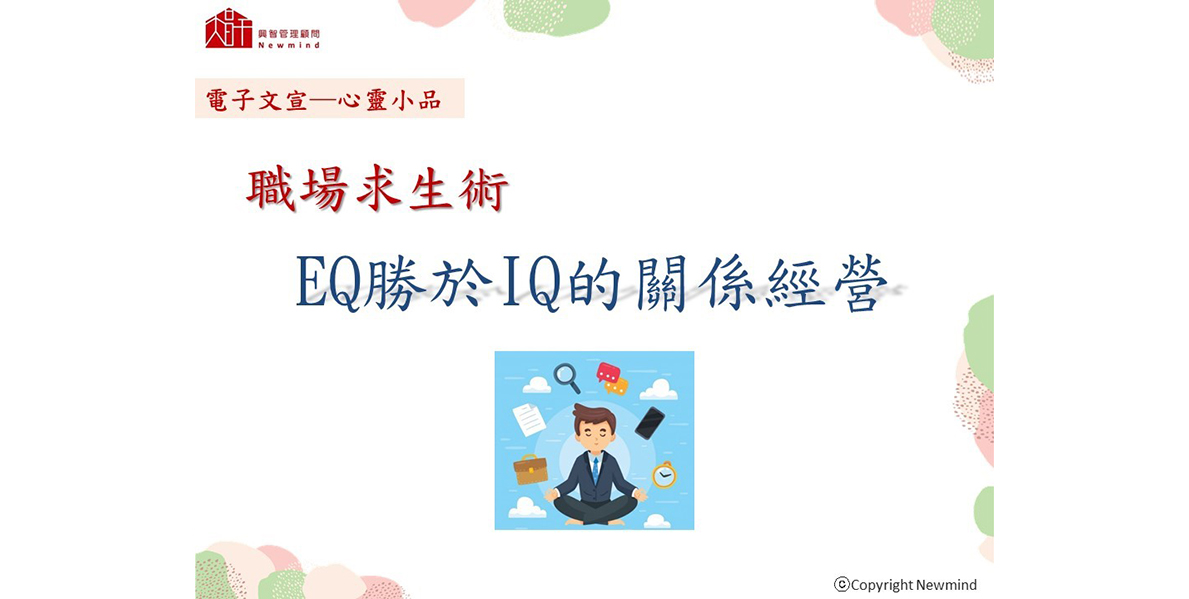 興智管理顧問
Newmind
電子文宣—心靈小品
職場求生術
EQ勝於IQ的關係經營
©Copyright Newmind